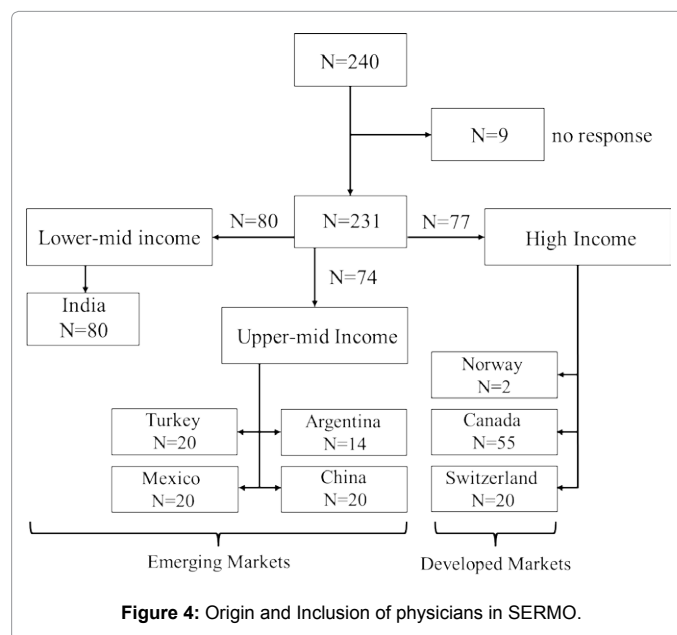 N=240
N=9
no response
N=231
N=80
N=77
Lower-mid income
High Income
N=74
India
N=80
Upper-mid Income
Norway
N=2
Turkey
N=20
Argentina
N=14
Canada
N=55
Mexico
N=20
China
N=20
Switzerland
N=20
Emerging Markets
Developed Markets
Figure 4: Origin and Inclusion of physicians in SERMO.